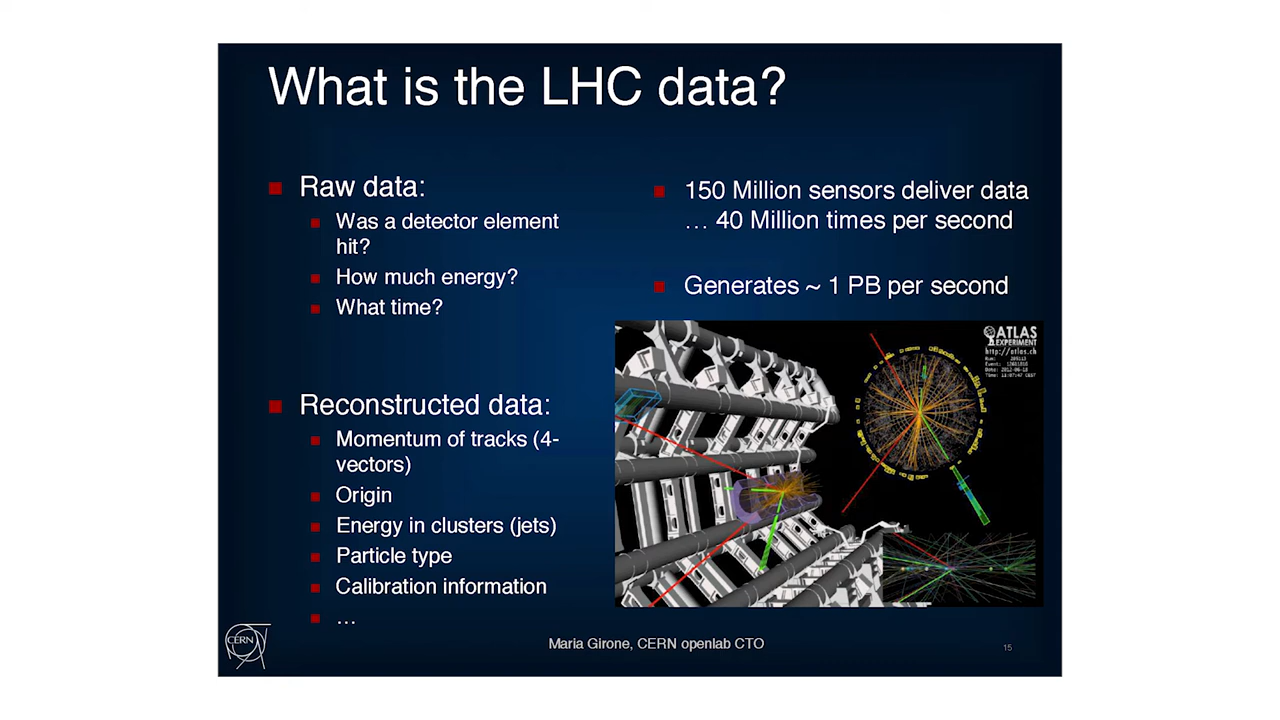 What is the LHC data?
Raw data:
Was a detector element
hit?
How much energy?
What time?
Reconstructed data:
Momentum of tracks (4-
vectors)
Origin
Energy in clusters (jets)
Particle type
Calibration information
…
150 Million sensors deliver data
… 40 Million times per second
Generates ~ 1 PB per second
ATLAS
EXPERIMENT
http://atlas.ch
CERN
Maria Girone, CERN openlab CTO
15